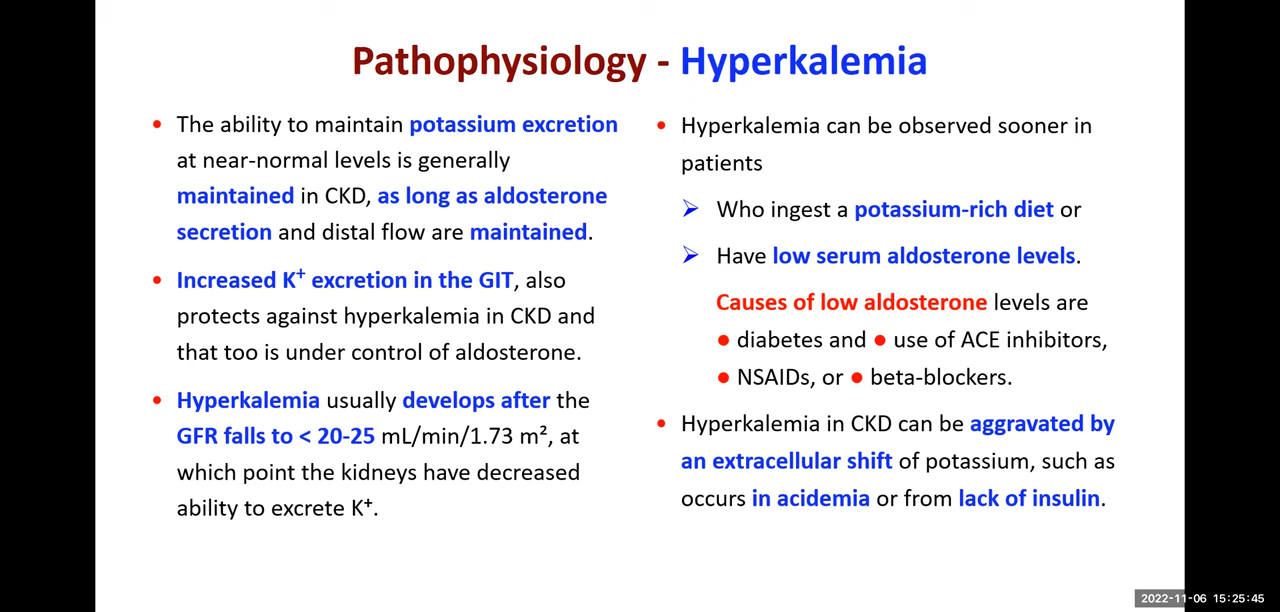 Pathophysiology - Hyperkalemia
• The ability to maintain potassium excretion
at near-normal levels is generally
maintained in CKD, as long as aldosterone
secretion and distal flow are maintained.
• Increased K⁺ excretion in the GIT, also
protects against hyperkalemia in CKD and
that too is under control of aldosterone.
• Hyperkalemia usually develops after the
GFR falls to < 20-25 mL/min/1.73 m², at
which point the kidneys have decreased
ability to excrete K⁺.
• Hyperkalemia can be observed sooner in
patients
➢ Who ingest a potassium-rich diet or
➢ Have low serum aldosterone levels.
Causes of low aldosterone levels are
● diabetes and ● use of ACE inhibitors,
● NSAIDs, or ● beta-blockers.
• Hyperkalemia in CKD can be aggravated by
an extracellular shift of potassium, such as
occurs in acidemia or from lack of insulin.
2022-11-06 15:25:45